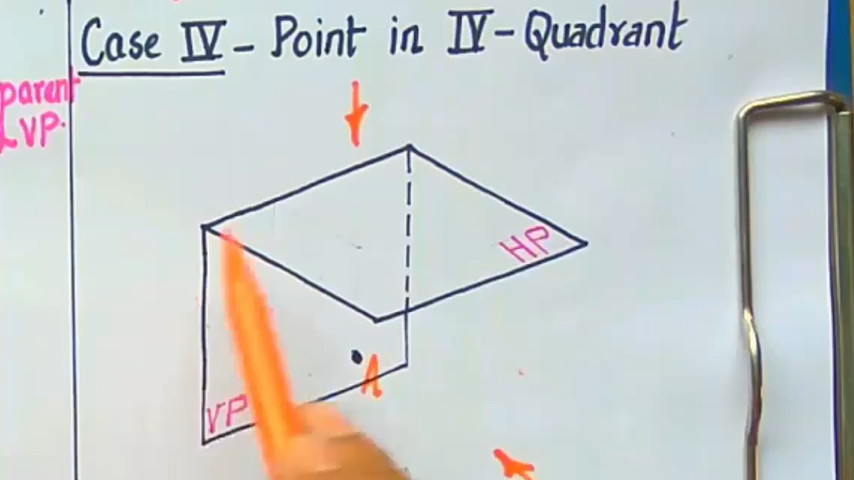 Case IV - Point in IV - Quadrant
parent
VP.
HP
A
VP